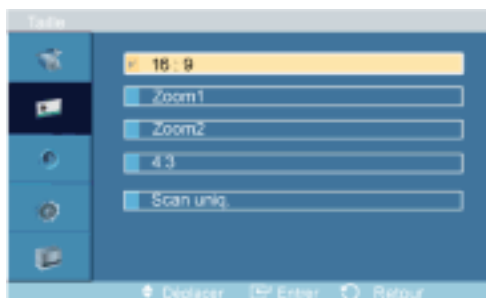 Taille
16 : 9
Zoom1
Zoom2
4:3
Scan uniq.
Déplacer Entrer Retour